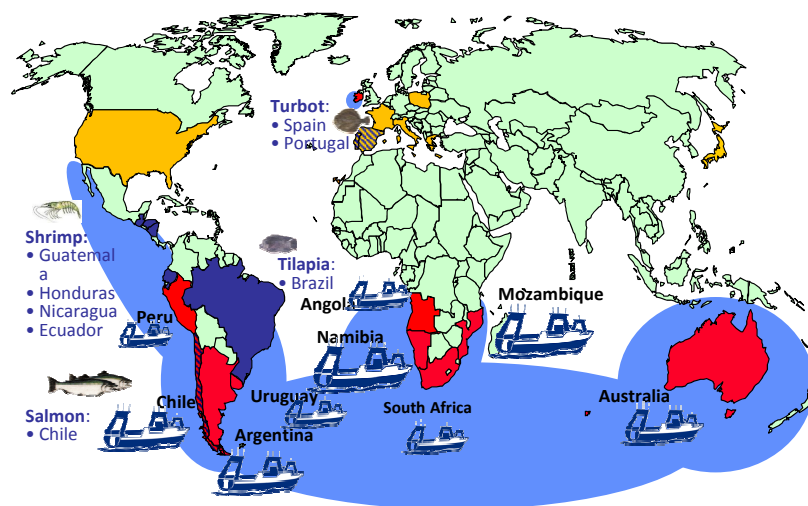 Turbot:
• Spain
• Portugal
Shrimp:
• Guatemal
a
• Honduras
• Nicaragua
• Ecuador
Tilapia:
• Brazil
Angola
Mozambique
Peru
Namibia
Salmon:
• Chile
Chile
Uruguay
South Africa
Australia
Argentina